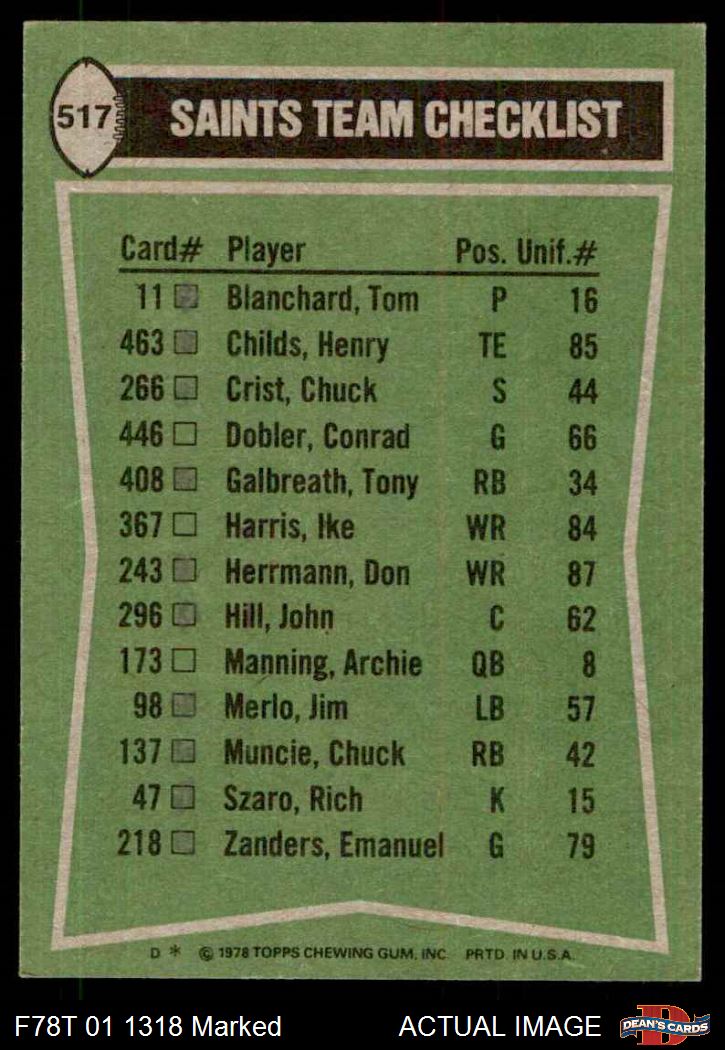 517 SAINTS TEAM CHECKLIST
Card# Player Pos. Unif.#
11 Blanchard, Tom P 16
463 Childs, Henry TE 85
266 Crist, Chuck S 44
446 Dobler, Conrad G 66
408 Galbreath, Tony RB 34
367 Harris, Ike WR 84
243 Herrmann, Don WR 87
296 Hill, John C 62
173 Manning, Archie QB 8
98 Merlo, Jim LB 57
137 Muncie, Chuck RB 42
47 Szaro, Rich K 15
218 Zanders, Emanuel G 79
D * © 1978 TOPPS CHEWING GUM, INC. PRTD. IN U.S.A.
F78T 01 1318 Marked ACTUAL IMAGE D DEAN'S CARDS